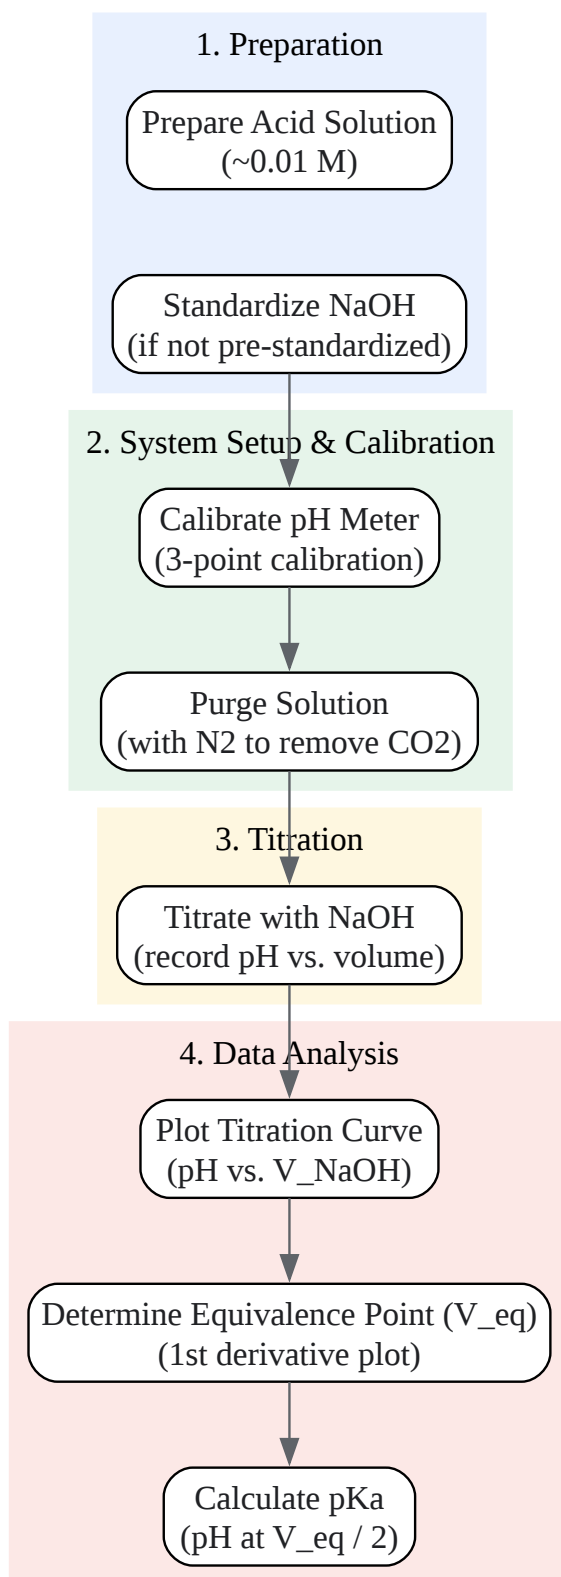 1. Preparation
Prepare Acid Solution
(~0.01 M)
Standardize NaOH
(if not pre-standardized)
2. System Setup & Calibration
Calibrate pH Meter
(3-point calibration)
Purge Solution
(with N2 to remove CO2)
3. Titration
Titrate with NaOH
(record pH vs. volume)
4. Data Analysis
Plot Titration Curve
(pH vs. V_NaOH)
Determine Equivalence Point (V_eq)
(1st derivative plot)
Calculate pKa
(pH at V_eq / 2)